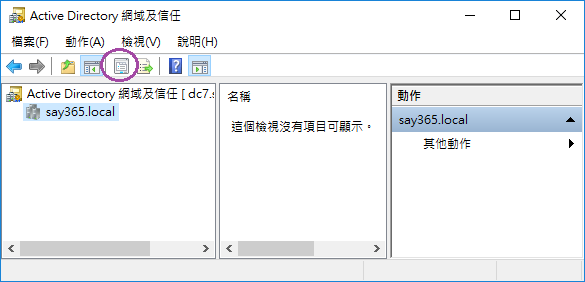 Active Directory 網域及信任
檔案(F) 動作(A) 檢視(V) 說明(H)
Active Directory 網域及信任 [ dc7.s
say365.local
名稱
這個檢視沒有項目可顯示。
動作
say365.local
其他動作